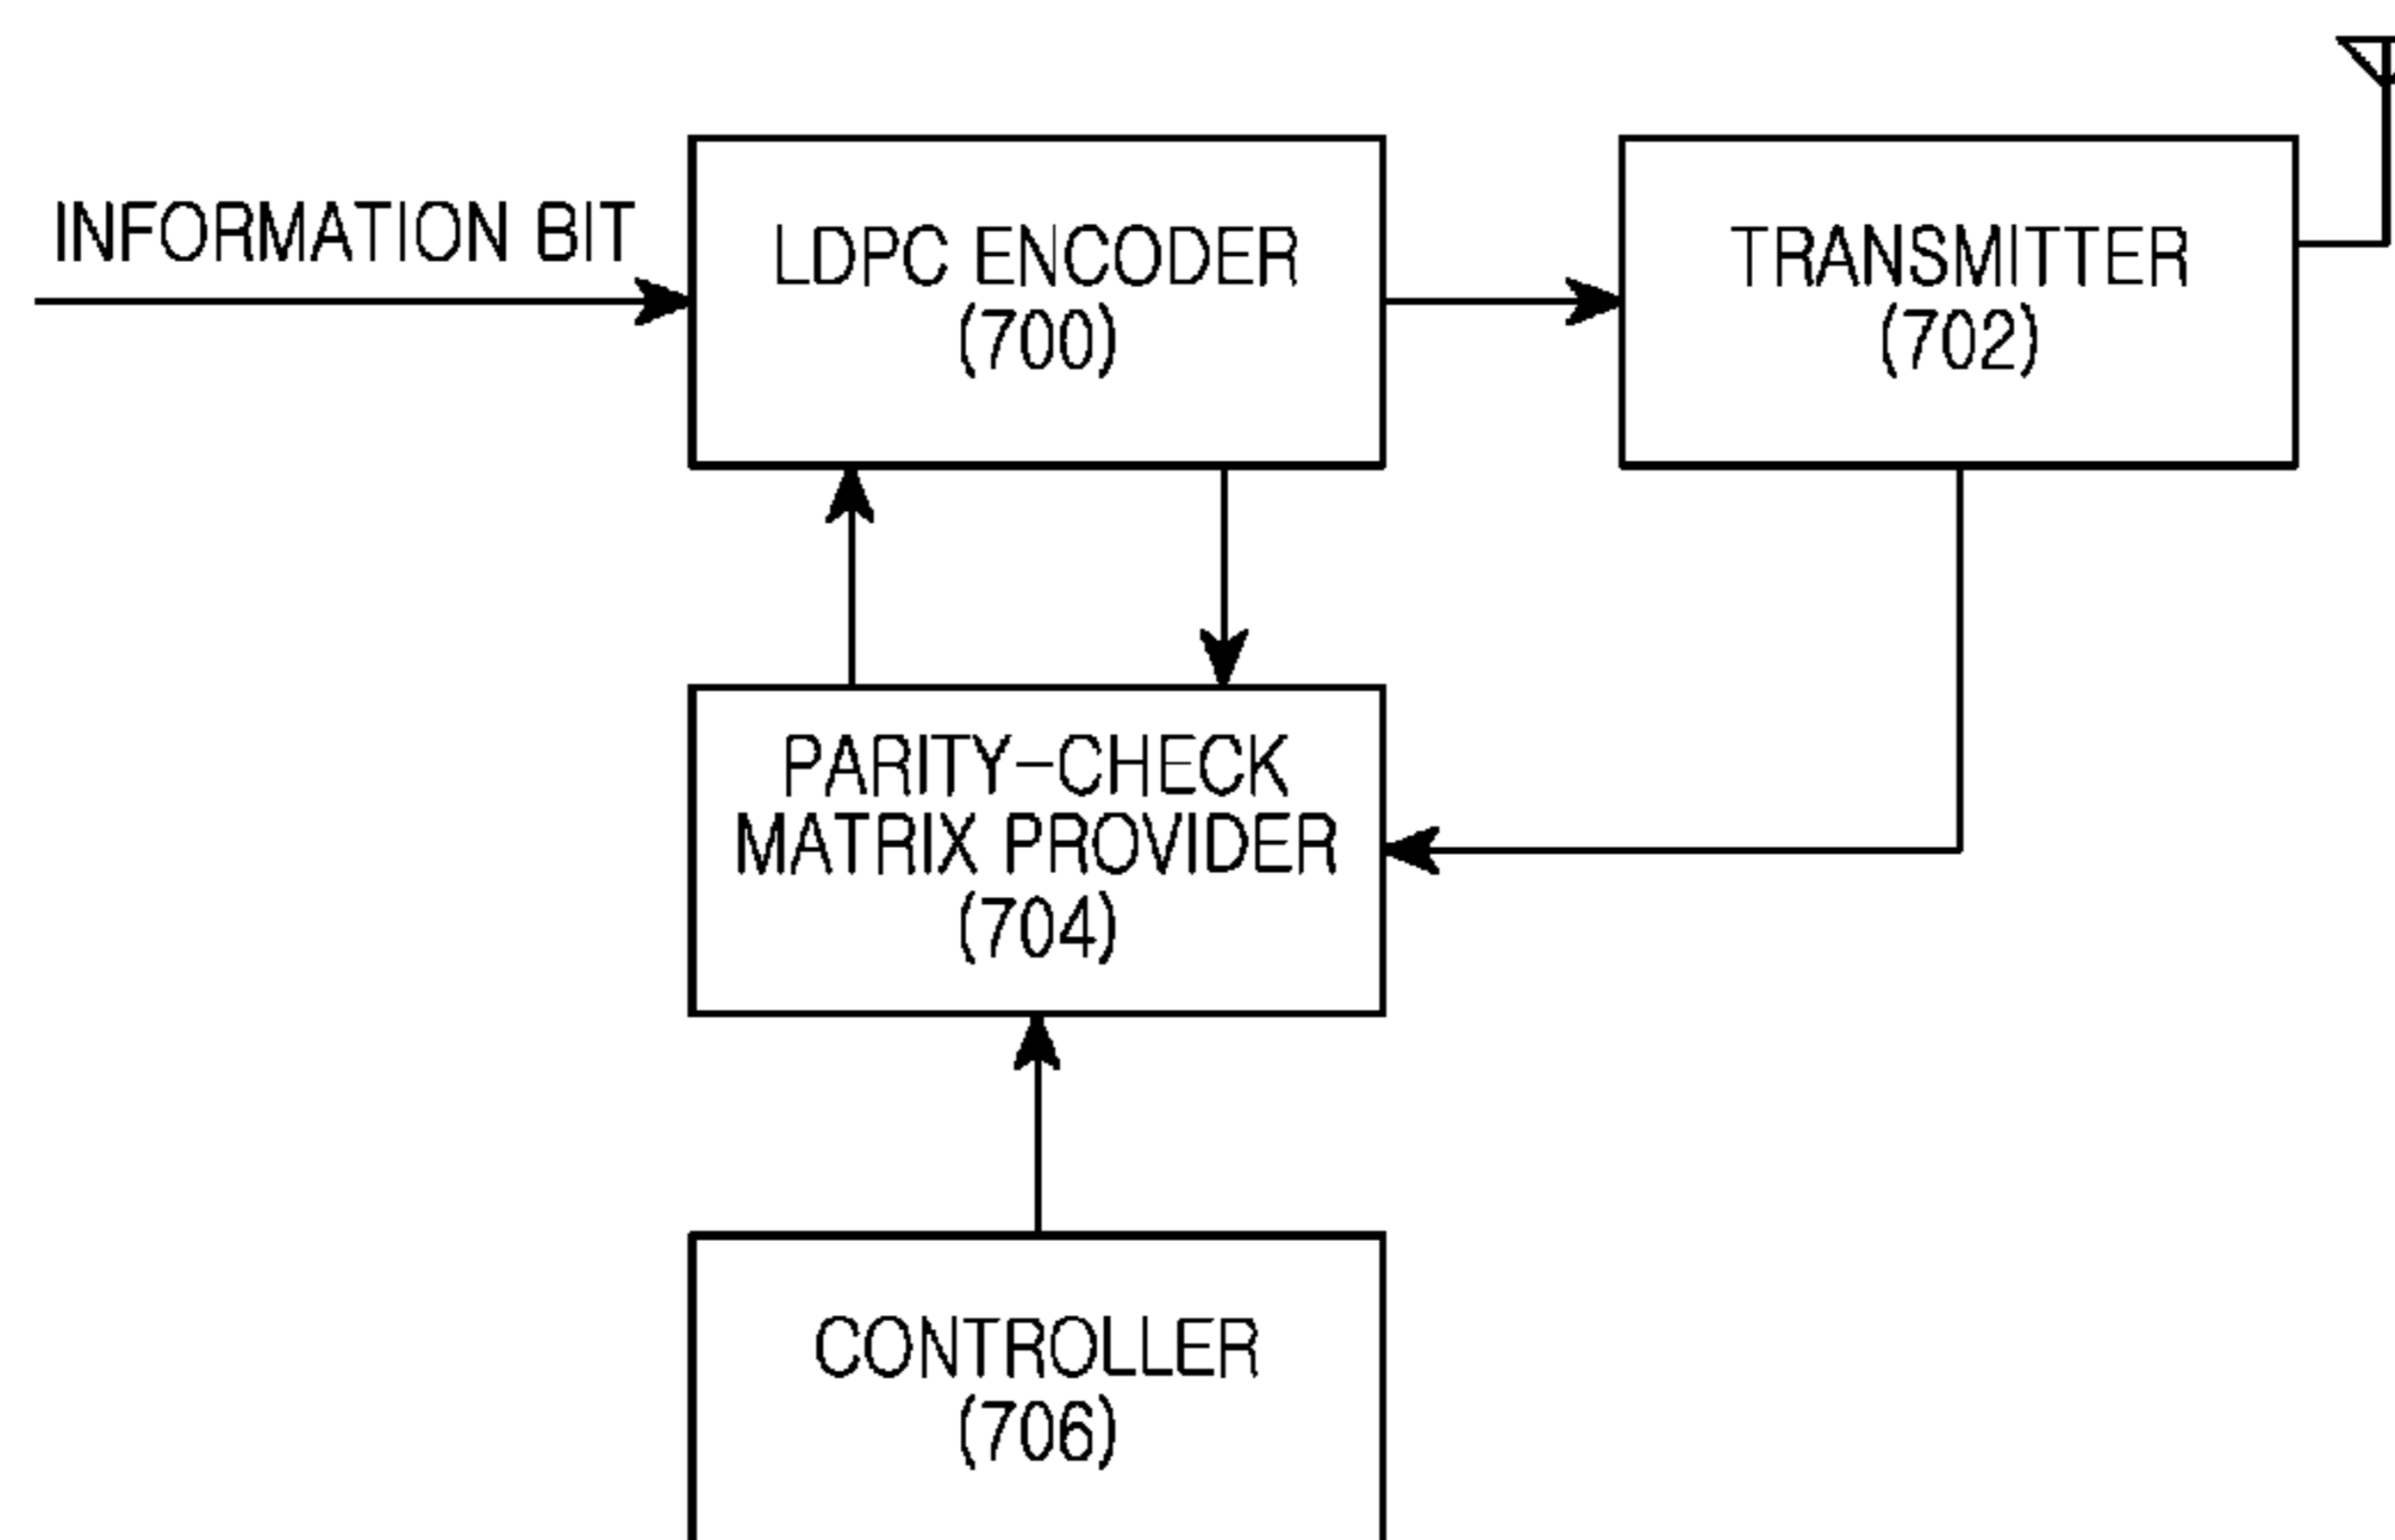 INFORMATION BIT
LDPC ENCODER
(700)
TRANSMITTER
(702)
PARITY-CHECK
MATRIX PROVIDER
(704)
CONTROLLER
(706)